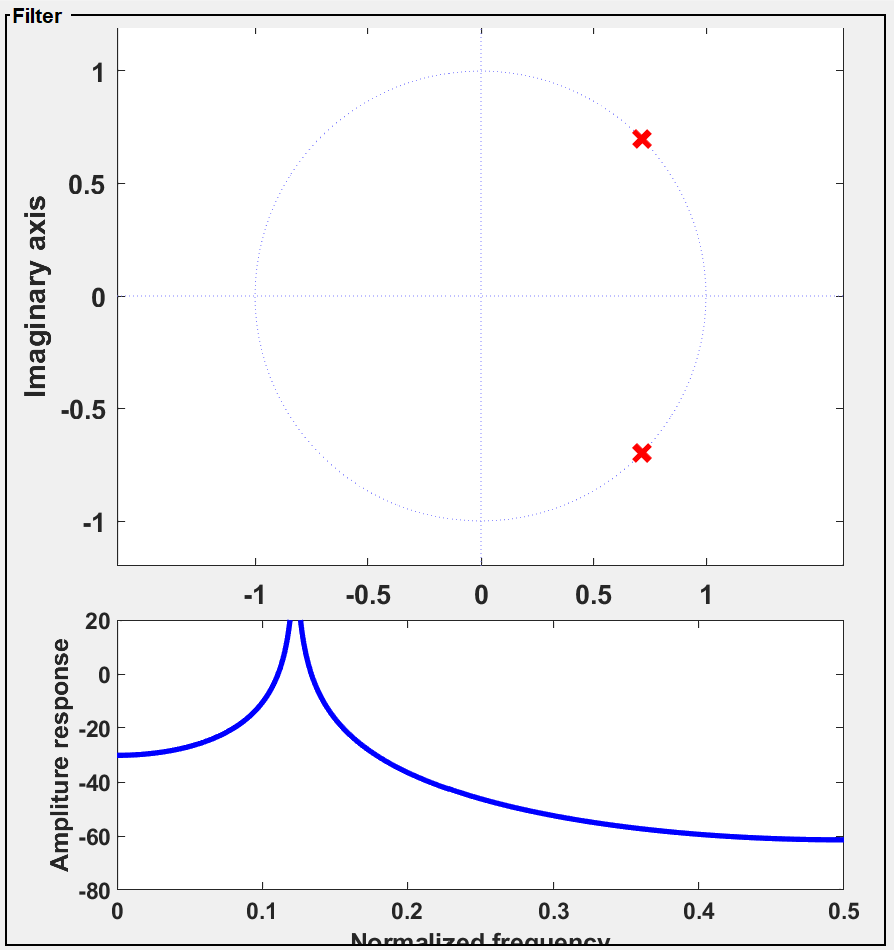 Filter
Imaginary axis
1
0.5
0
-0.5
-1
-1 -0.5 0 0.5 1
Ampliture response
20
0
-20
-40
-60
-80
0 0.1 0.2 0.3 0.4 0.5
Normalized frequency